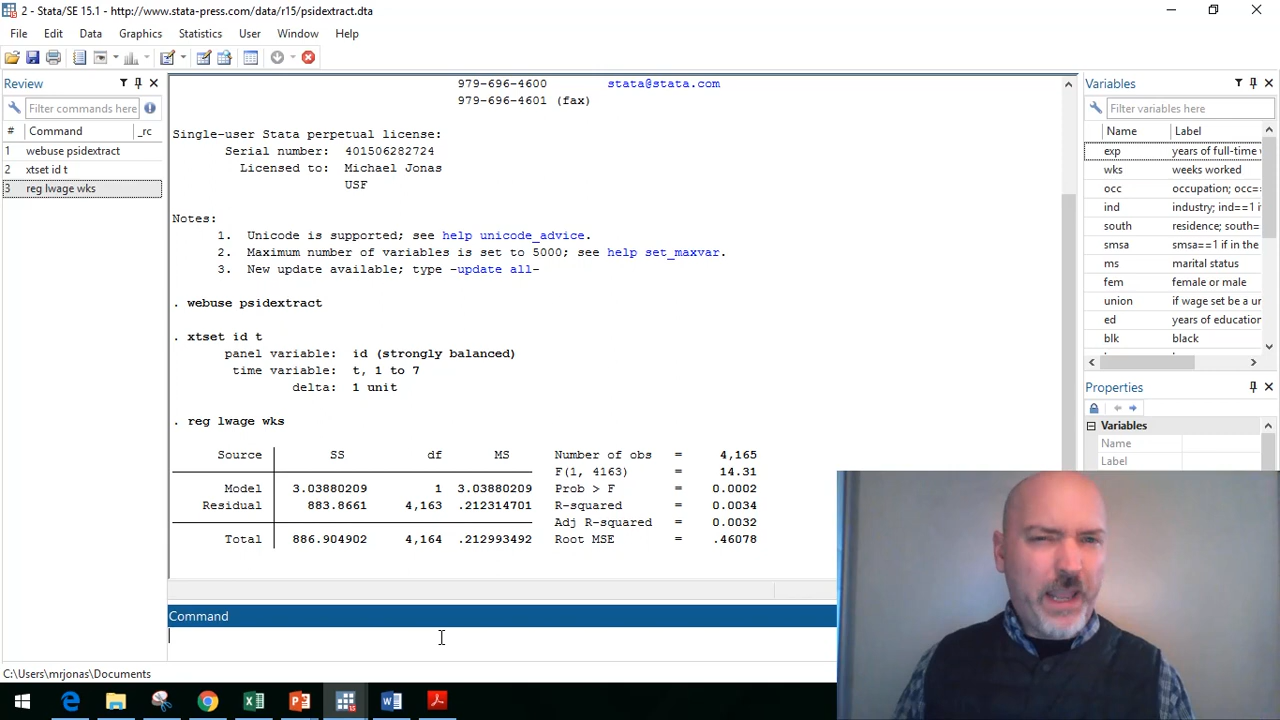 2 - Stata/SE 15.1 - http://www.stata-press.com/data/r15/psidextract.dta
File Edit Data Graphics Statistics User Window Help
Review
Filter commands here
# Command _rc
1 webuse psidextract
2 xtset id t
3 reg lwage wks
979-696-4600 stata@stata.com
979-696-4601 (fax)
Single-user Stata perpetual license:
Serial number: 401506282724
Licensed to: Michael Jonas
USF
Notes:
1. Unicode is supported; see help unicode_advice.
2. Maximum number of variables is set to 5000; see help set_maxvar.
3. New update available; type -update all-
. webuse psidextract
. xtset id t
panel variable: id (strongly balanced)
time variable: t, 1 to 7
delta: 1 unit
. reg lwage wks
Source SS df MS Number of obs = 4,165
F(1, 4163) = 14.31
Model 3.03880209 1 3.03880209 Prob > F = 0.0002
Residual 883.8661 4,163 .212314701 R-squared = 0.0034
Adj R-squared = 0.0032
Total 886.904902 4,164 .212993492 Root MSE = .46078
Command
C:\Users\mrjonas\Documents
Variables
Filter variables here
Name Label
exp years of full-time
wks weeks worked
occ occupation; occ==
ind industry; ind==1 i
south residence; south=
smsa smsa==1 if in the
ms marital status
fem female or male
union if wage set be a u
ed years of education
blk black
Properties
Variables
Name
Label